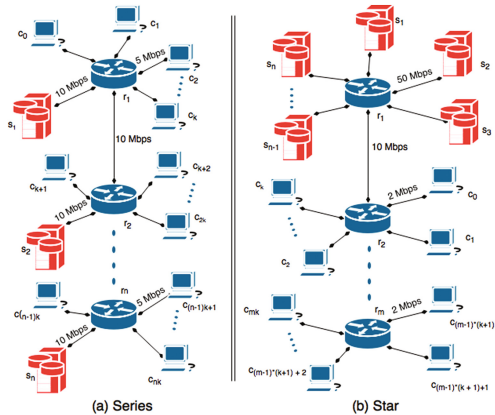 c0
c1
5 Mbps
c2
10 Mbps
r1
ck
s1
10 Mbps
ck+1
ck+2
10 Mbps
r2
c2k
s2
rn
5 Mbps
c(n-1)k
c(n-1)k+1
10 Mbps
sn
cnk
(a) Series
s1
sn
s2
50 Mbps
r1
sn-1
s3
10 Mbps
ck
2 Mbps
c0
c1
r2
c2
rm
2 Mbps
cmk
c(m-1)*(k+1)
c(m-1)*(k+1) + 2
c(m-1)*(k + 1)+1
(b) Star